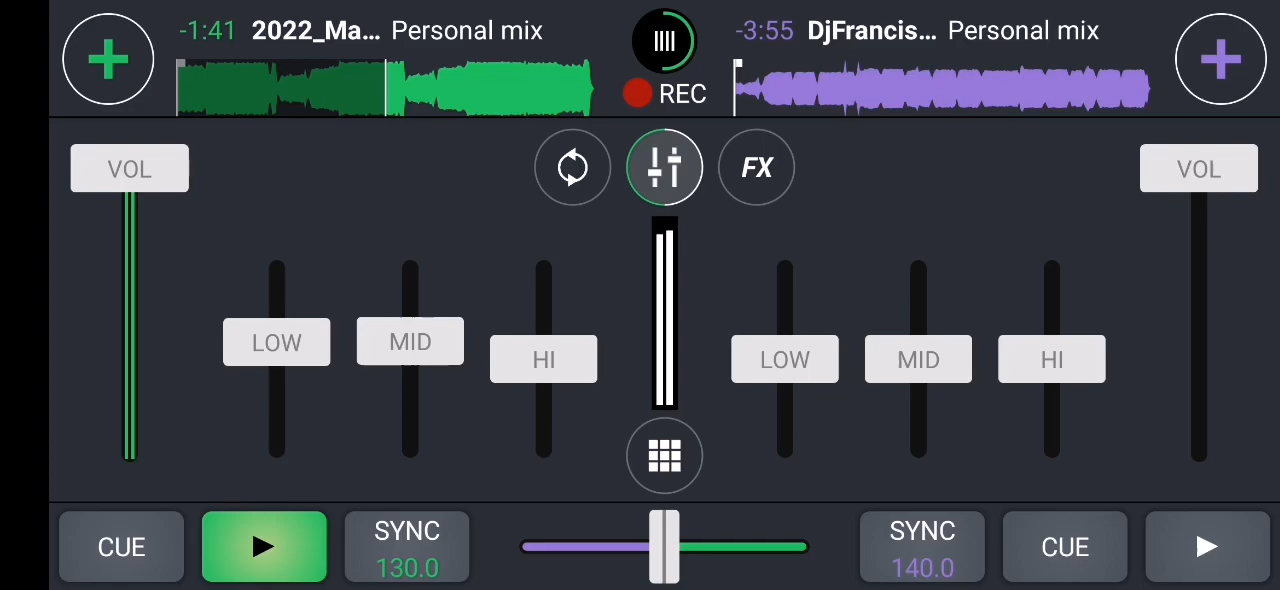 -1:41 2022_Ma... Personal mix
-3:55 DjFrancis... Personal mix
REC
VOL
FX
VOL
LOW
MID
HI
LOW
MID
HI
CUE
SYNC
130.0
SYNC
140.0
CUE